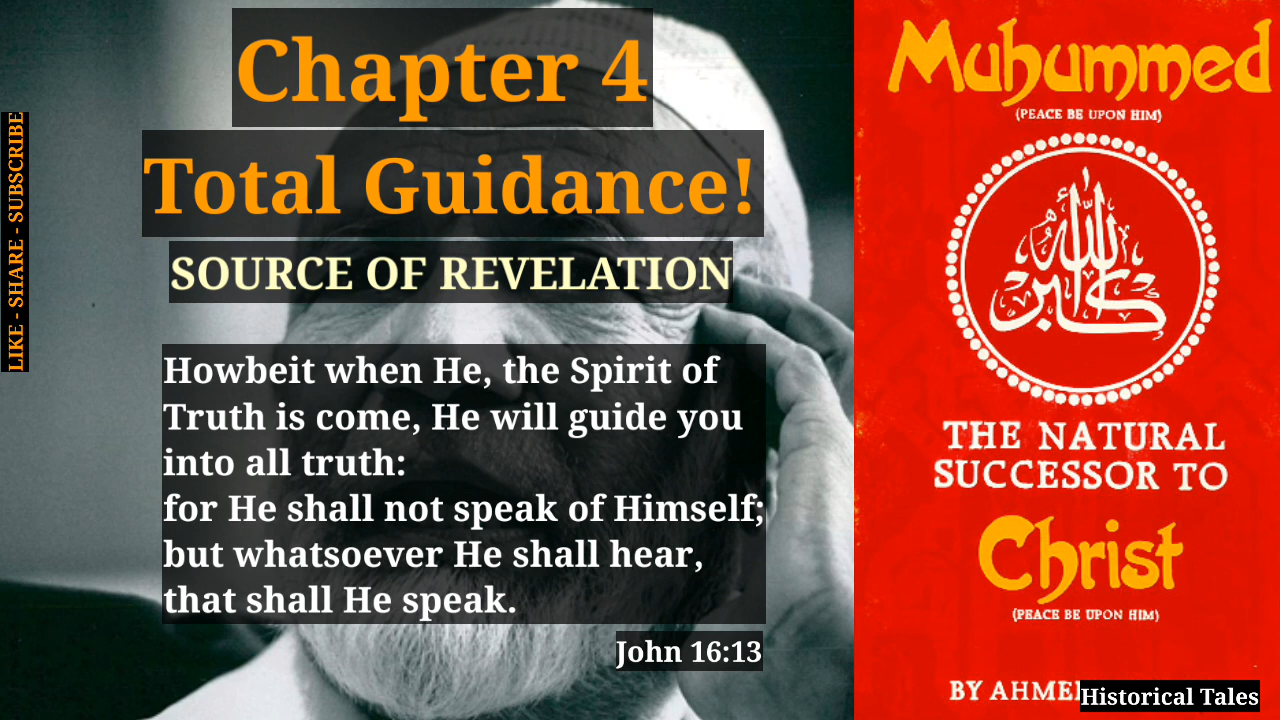 Chapter 4
Total Guidance!
SOURCE OF REVELATION
Howbeit when He, the Spirit of
Truth is come, He will guide you
into all truth:
for He shall not speak of Himself;
but whatsoever He shall hear,
that shall He speak.
John 16:13
LIKE - SHARE - SUBSCRIBE
Muhummed
(PEACE BE UPON HIM)
الله أكبر
THE NATURAL
SUCCESSOR TO
Christ
(PEACE BE UPON HIM)
BY AHME
Historical Tales